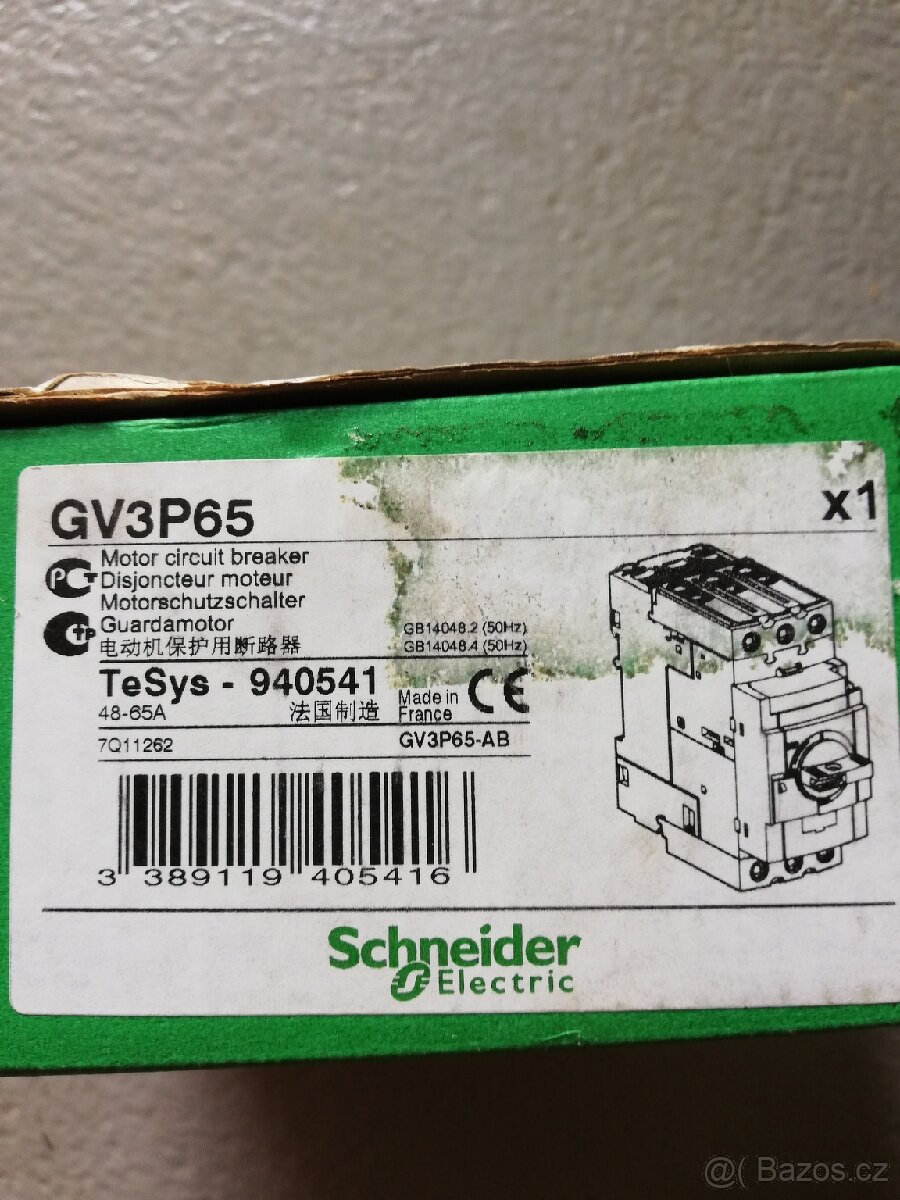 GV3P65
x1
Motor circuit breaker
Disjoncteur moteur
Motorschutzschalter
Guardamotor
电动机保护用断路器
GB14048.2 (50Hz)
GB14048.4 (50Hz)
TeSys - 940541
48-65A
法国制造
Made in
France
CE
7Q11262
GV3P65-AB
3 389119 405416
Schneider
Electric
@( Bazos.cz